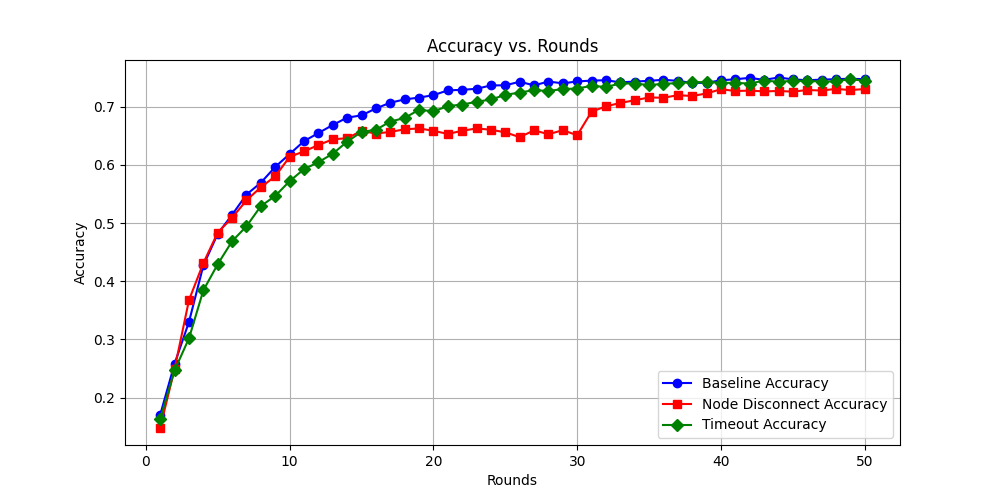 Accuracy vs. Rounds
Accuracy
0.7
0.6
0.5
0.4
0.3
0.2
0
10
20
30
40
50
Rounds
Baseline Accuracy
Node Disconnect Accuracy
Timeout Accuracy